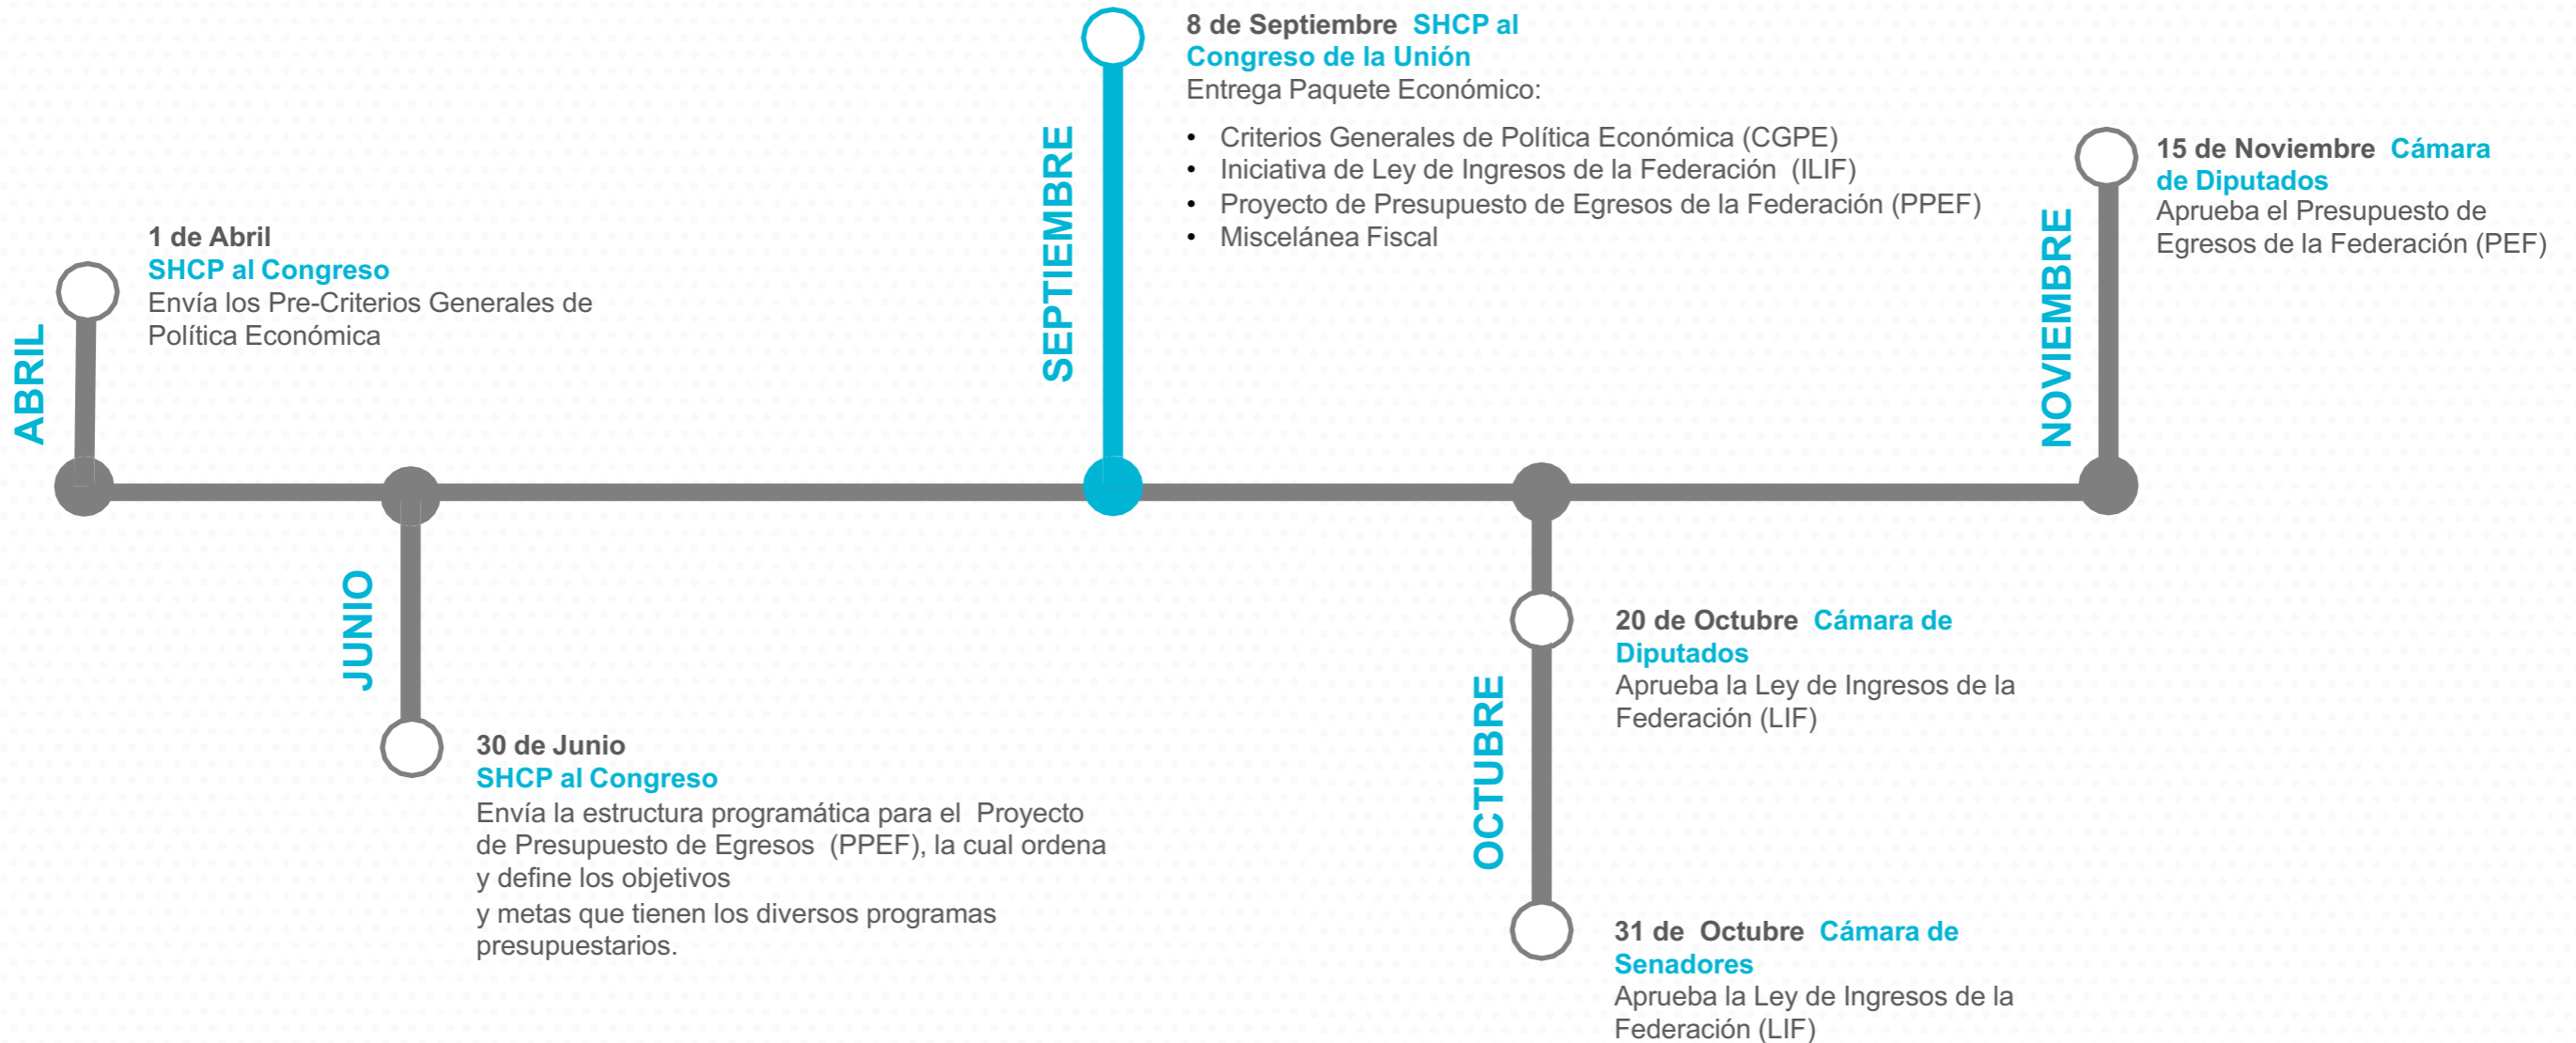 ABRIL
1 de Abril
SHCP al Congreso
Envía los Pre-Criterios Generales de
Política Económica
JUNIO
30 de Junio
SHCP al Congreso
Envía la estructura programática para el Proyecto
de Presupuesto de Egresos (PPEF), la cual ordena
y define los objetivos
y metas que tienen los diversos programas
presupuestarios.
SEPTIEMBRE
8 de Septiembre SHCP al
Congreso de la Unión
Entrega Paquete Económico:
• Criterios Generales de Política Económica (CGPE)
• Iniciativa de Ley de Ingresos de la Federación (ILIF)
• Proyecto de Presupuesto de Egresos de la Federación (PPEF)
• Miscelánea Fiscal
OCTUBRE
20 de Octubre Cámara de
Diputados
Aprueba la Ley de Ingresos de la
Federación (LIF)
31 de Octubre Cámara de
Senadores
Aprueba la Ley de Ingresos de la
Federación (LIF)
NOVIEMBRE
15 de Noviembre Cámara
de Diputados
Aprueba el Presupuesto de
Egresos de la Federación (PEF)